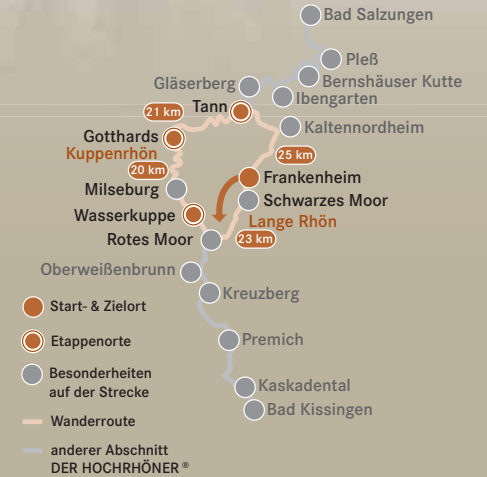 Bad Salzungen
Pleß
Bernshäuser Kutte
Gläserberg
Ibengarten
Tann
21 km
Kaltennordheim
Gotthards
Kuppenrhön
25 km
20 km
Frankenheim
Milseburg
Schwarzes Moor
Wasserkuppe
Lange Rhön
Rotes Moor
23 km
Oberweißenbrunn
Kreuzberg
Start- & Zielort
Etappenorte
Premich
Besonderheiten
auf der Strecke
Kaskadental
Bad Kissingen
Wanderroute
anderer Abschnitt
DER HOCHRHÖNER ®